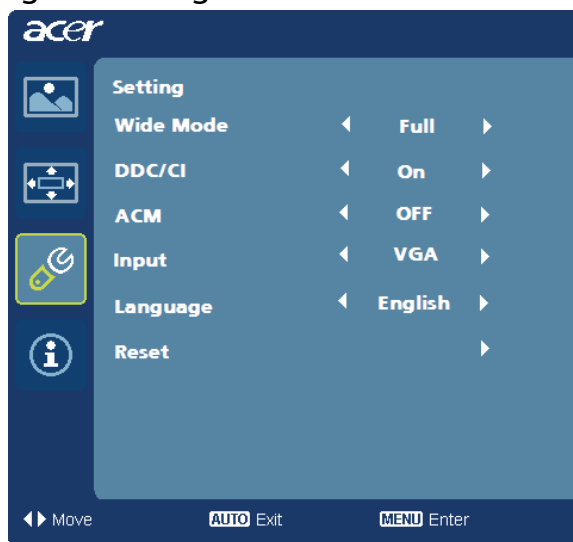 acer
Setting
Wide Mode Full
DDC/CI On
ACM OFF
Input VGA
Language English
Reset
Move AUTO Exit MENU Enter